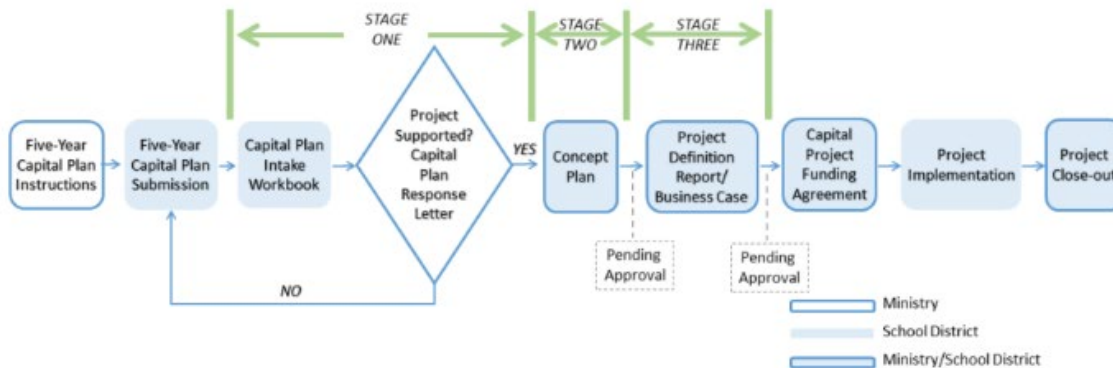 STAGE
ONE
STAGE
TWO
STAGE
THREE
Five-Year
Capital Plan
Instructions
Five-Year
Capital Plan
Submission
Capital Plan
Intake
Workbook
Project
Supported?
Capital
Plan
Response
Letter
YES
Concept
Plan
Project
Definition
Report/
Business Case
Capital
Project
Funding
Agreement
Project
Implementation
Project
Close-out
Pending
Approval
Pending
Approval
NO
Ministry
School District
Ministry/School District